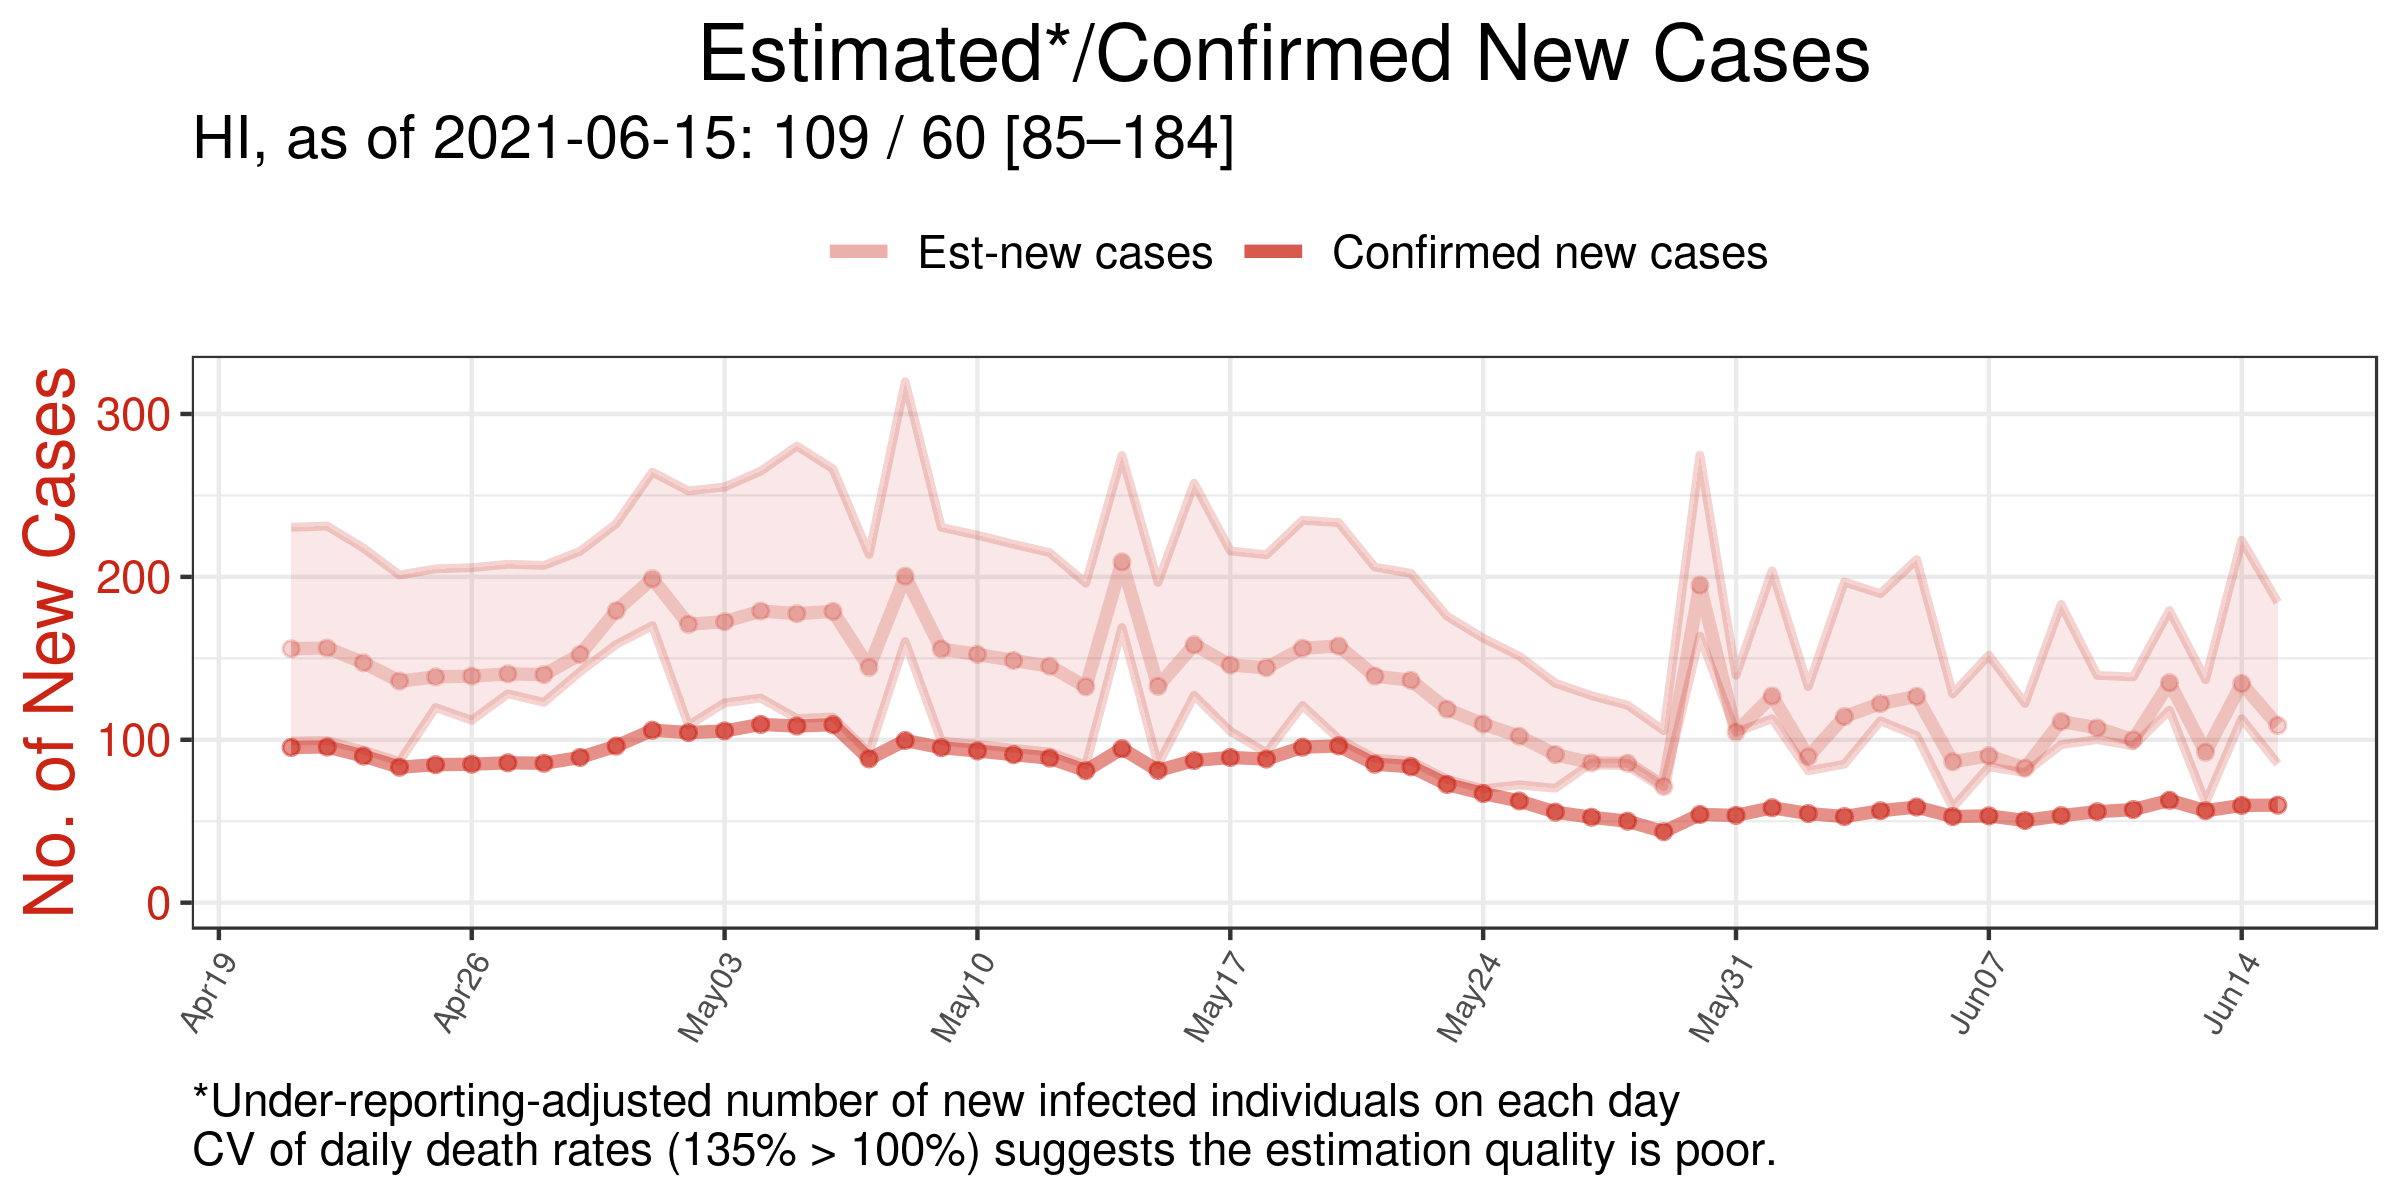 Estimated*/Confirmed New Cases
HI, as of 2021-06-15: 109 / 60 [85–184]
Est-new cases
Confirmed new cases
No. of New Cases
300
200
100
0
Apr19
Apr26
May03
May10
May17
May24
May31
Jun07
Jun14
*Under-reporting-adjusted number of new infected individuals on each day
CV of daily death rates (135% > 100%) suggests the estimation quality is poor.